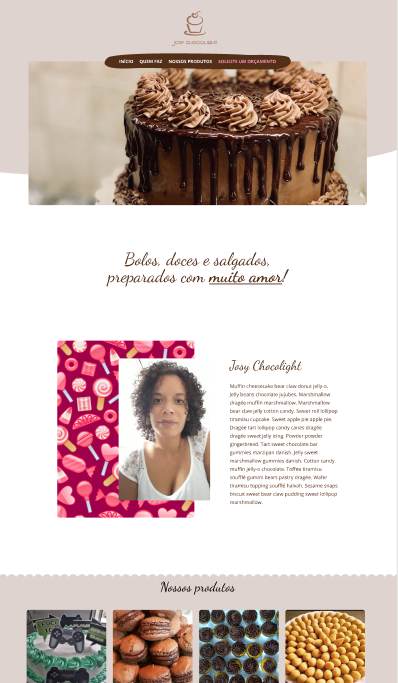 JOSY CHOCOLIGHT
INÍCIO QUEM FAZ NOSSOS PRODUTOS SOLICITE UM ORÇAMENTO
Bolos, doces e salgados,
preparados com muito amor!
Josy Chocolight
Muffin cheesecake bear claw donut jelly-o.
Jelly beans chocolate jujubes. Marshmallow
dragée muffin marshmallow. Marshmallow
bear claw jelly cotton candy. Sweet roll lollipop
tiramisu cupcake. Sweet apple pie apple pie.
Dragée tart lollipop candy canes dragée
dragée sweet jelly icing. Powder powder
gingerbread. Tart sweet chocolate bar
gummies marzipan danish. Jelly sweet
marshmallow gummies danish. Cotton candy
muffin jelly-o chocolate. Toffee tiramisu
soufflé gummi bears pastry dragée. Wafer
tiramisu topping soufflé halvah. Sesame snaps
biscuit sweet bear claw pudding sweet roll
marshmallow.
Nossos produtos